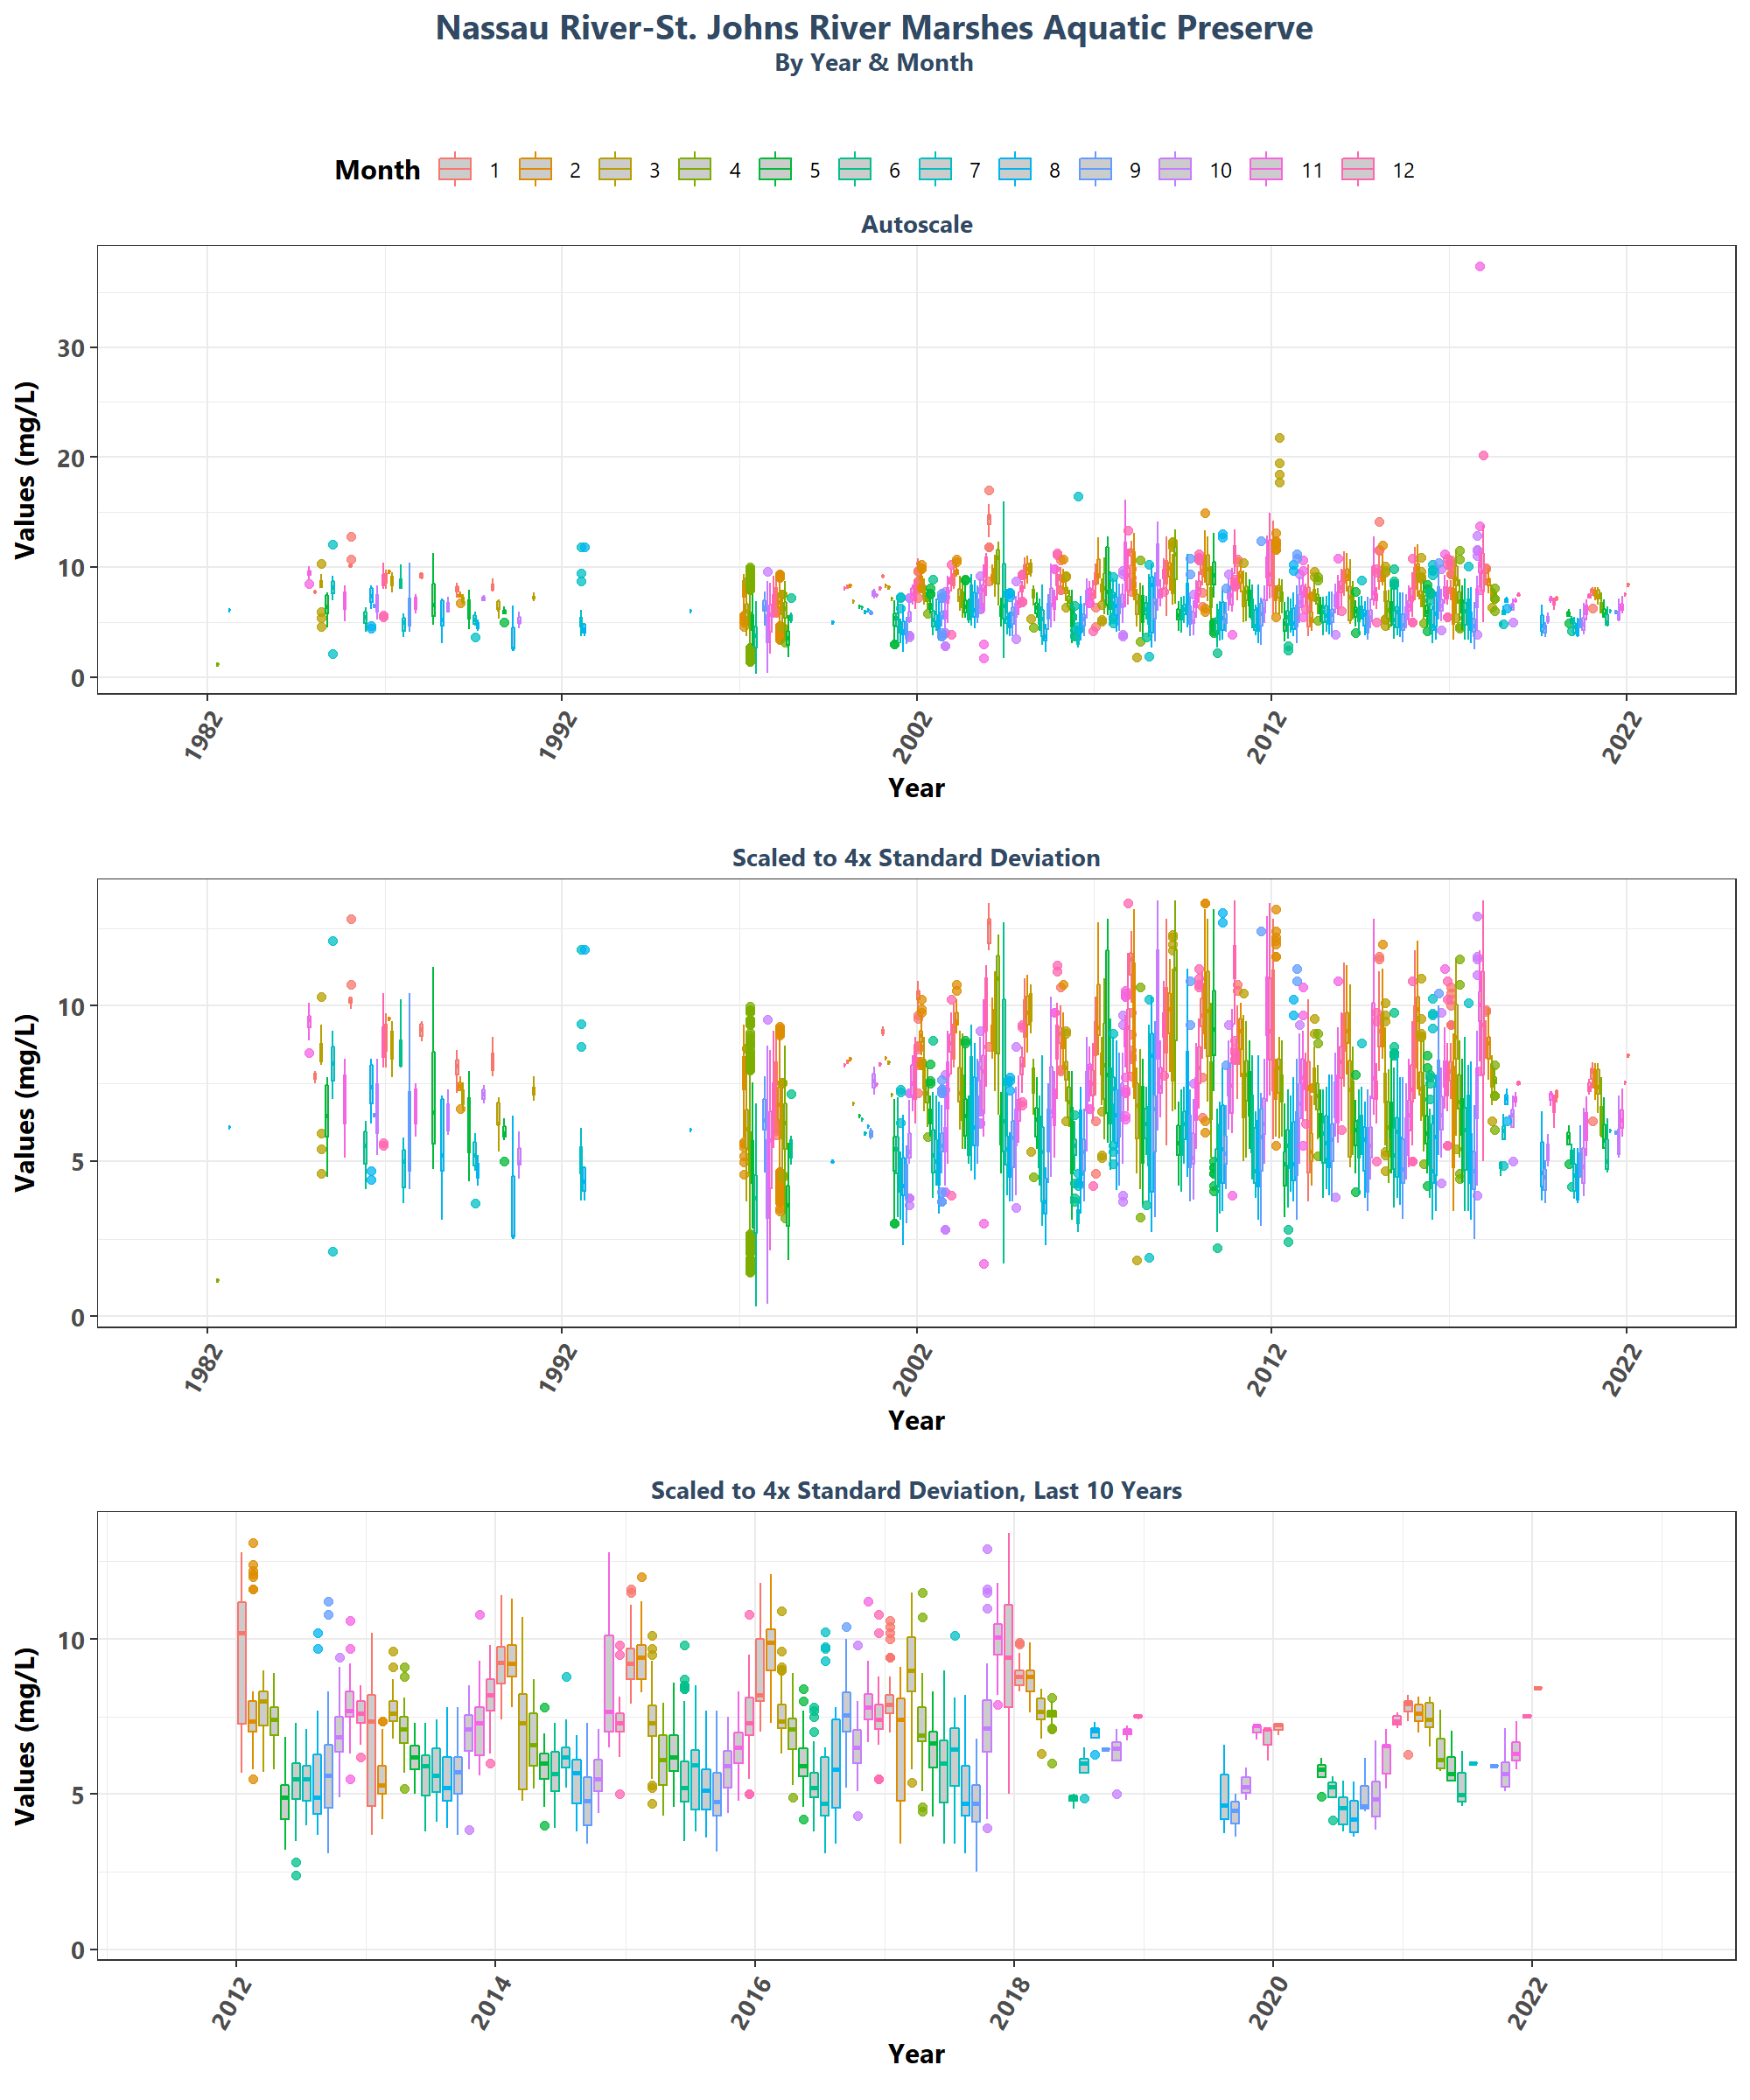 Nassau River-St. Johns River Marshes Aquatic Preserve
By Year & Month
Month 1 2 3 4 5 6 7 8 9 10 11 12
Autoscale
Values (mg/L)
30
20
10
0
1982 1992 2002 2012 2022
Year
Scaled to 4x Standard Deviation
Values (mg/L)
10
5
0
1982 1992 2002 2012 2022
Year
Scaled to 4x Standard Deviation, Last 10 Years
Values (mg/L)
10
5
0
2012 2014 2016 2018 2020 2022
Year